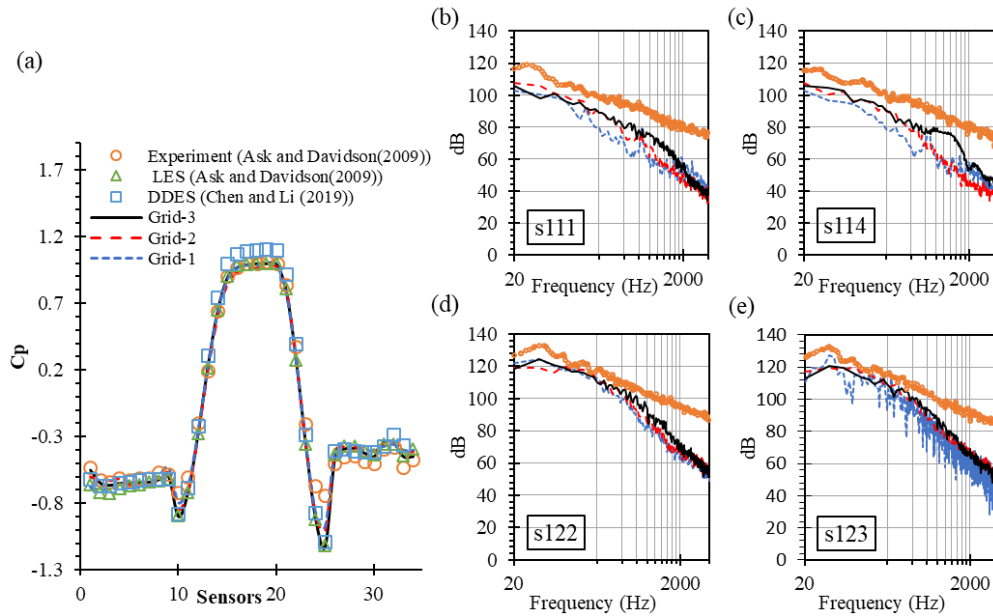 (a)
1.7
1.2
0.7
0.2
-0.3
-0.8
-1.3
Cp
0 10 20 30
Sensors
Experiment (Ask and Davidson(2009))
LES (Ask and Davidson(2009))
DDES (Chen and Li (2019))
Grid-3
Grid-2
Grid-1
(b)
140
120
100
80
60
40
20
0
dB
s111
20 2000
Frequency (Hz)
(c)
140
120
100
80
60
40
20
0
dB
s114
20 2000
Frequency (Hz)
(d)
140
120
100
80
60
40
20
0
dB
s122
20 2000
Frequency (Hz)
(e)
140
120
100
80
60
40
20
0
dB
s123
20 2000
Frequency (Hz)